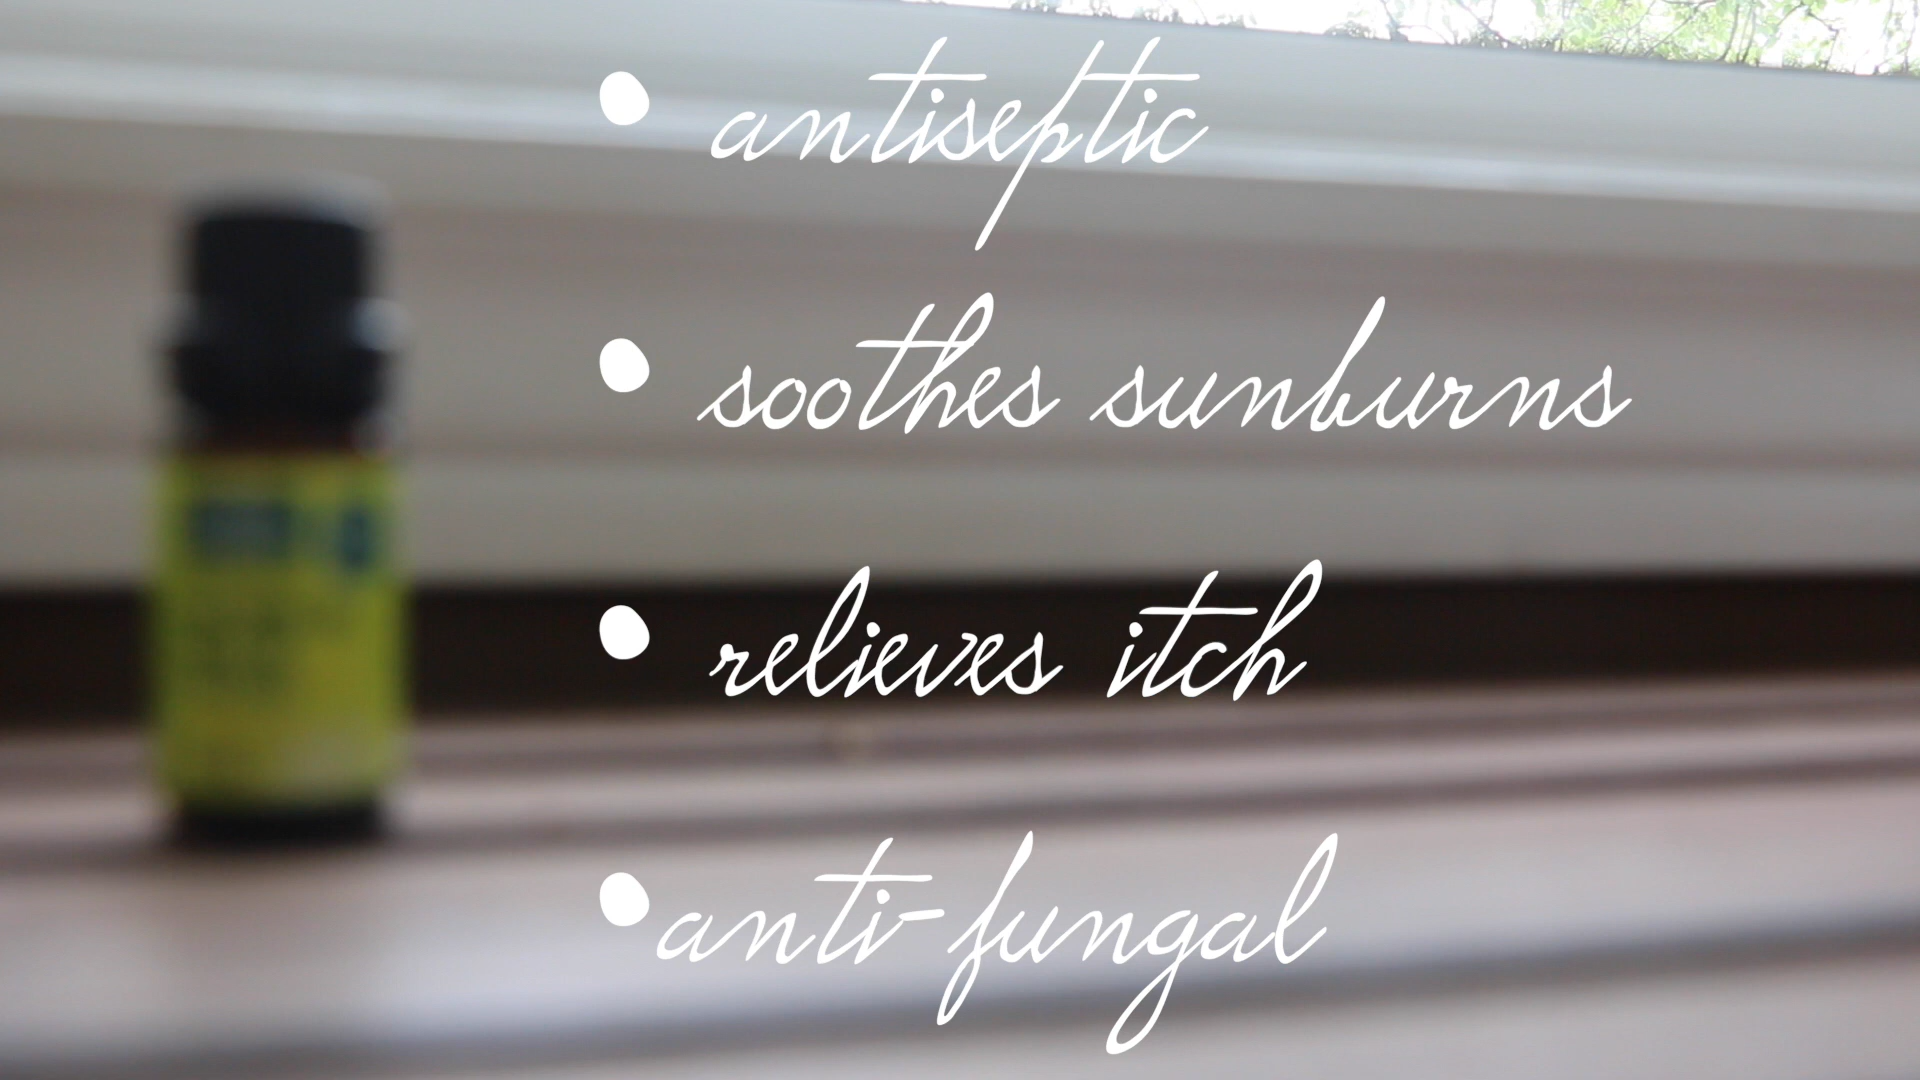 • antiseptic
• soothes sunburns
• relieves itch
• anti-fungal